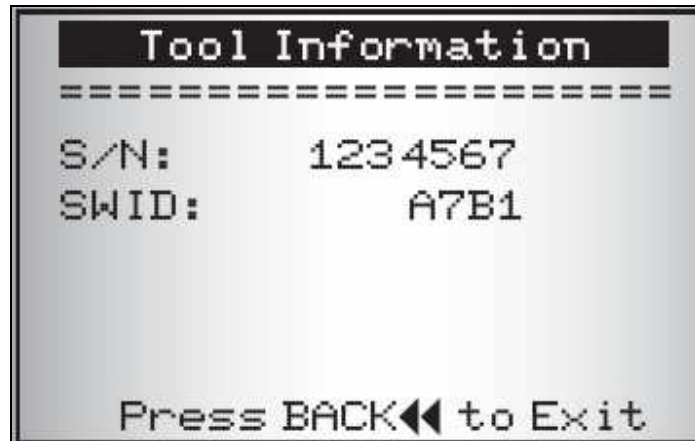 Tool Information
=====================
S/N: 1234567
SWID: A7B1
Press BACK◀◀ to Exit